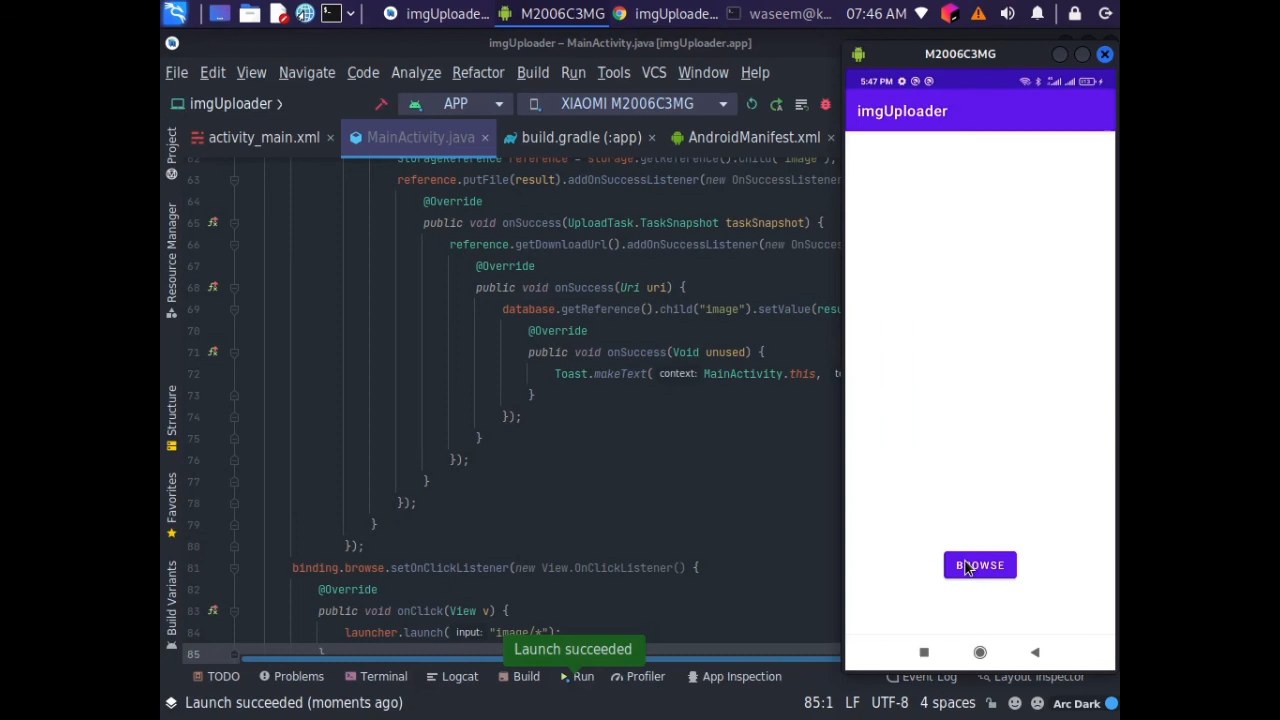 imgUploade... M2006C3MG imgUploade... waseem@k... 07:46 AM
imgUploader – MainActivity.java [imgUploader.app]
File Edit View Navigate Code Analyze Refactor Build Run Tools VCS Window Help
imgUploader APP XIAOMI M2006C3MG
activity_main.xml MainActivity.java build.gradle (:app) AndroidManifest.xml
62 StorageReference reference = storage.getReference().child("image");
63 reference.putFile(result).addOnSuccessListener(new OnSuccessListener
64 @Override
65 public void onSuccess(UploadTask.TaskSnapshot taskSnapshot) {
66 reference.getDownloadUrl().addOnSuccessListener(new OnSucces
67 @Override
68 public void onSuccess(Uri uri) {
69 database.getReference().child("image").setValue(resu
70 @Override
71 public void onSuccess(Void unused) {
72 Toast.makeText( context: MainActivity.this,
73 }
74 });
75 }
76 });
77 }
78 });
79 }
80 });
81 binding.browse.setOnClickListener(new View.OnClickListener() {
82 @Override
83 public void onClick(View v) {
84 launcher.launch( input: "image/*");
85 }
Project
Resource Manager
Structure
Favorites
Build Variants
Launch succeeded
TODO Problems Terminal Logcat Build Run Profiler App Inspection Event Log Layout Inspector
Launch succeeded (moments ago) 85:1 LF UTF-8 4 spaces Arc Dark
M2006C3MG
5:47 PM
imgUploader
BROWSE